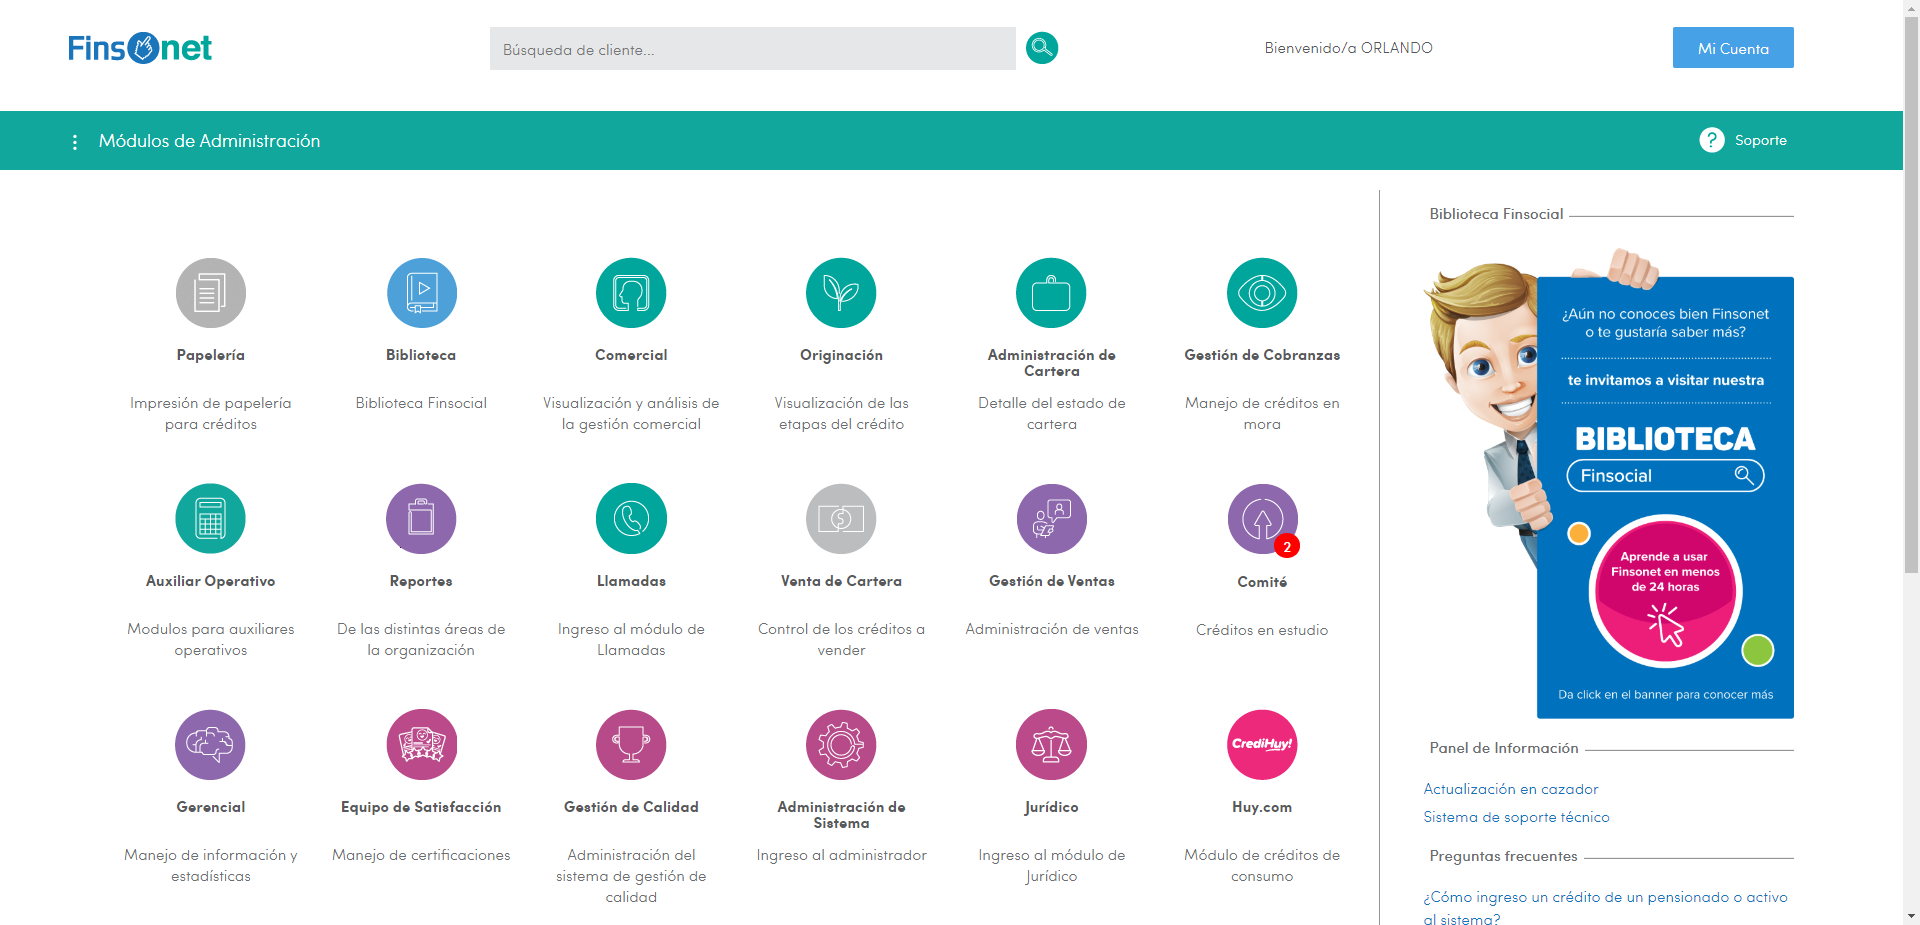 Finsonet
Búsqueda de cliente...
Bienvenido/a ORLANDO
Mi Cuenta
Módulos de Administración
? Soporte
Papelería
Impresión de papelería
para créditos
Biblioteca
Biblioteca Finsocial
Comercial
Visualización y análisis de
la gestión comercial
Originación
Visualización de las
etapas del crédito
Administración de
Cartera
Detalle del estado de
cartera
Gestión de Cobranzas
Manejo de créditos en
mora
Auxiliar Operativo
Modulos para auxiliares
operativos
Reportes
De las distintas áreas de
la organización
Llamadas
Ingreso al módulo de
Llamadas
$
Venta de Cartera
Control de los créditos a
vender
Gestión de Ventas
Administración de ventas
2
Comité
Créditos en estudio
Gerencial
Manejo de información y
estadísticas
Equipo de Satisfacción
Manejo de certificaciones
Gestión de Calidad
Administración del
sistema de gestión de
calidad
Administración de
Sistema
Ingreso al administrador
Jurídico
Ingreso al módulo de
Jurídico
CrediHuy!
Huy.com
Módulo de créditos de
consumo
Biblioteca Finsocial
¿Aún no conoces bien Finsonet
o te gustaría saber más?
te invitamos a visitar nuestra
BIBLIOTECA
Finsocial
Aprende a usar
Finsonet en menos
de 24 horas
Da click en el banner para conocer más
Panel de Información
Actualización en cazador
Sistema de soporte técnico
Preguntas frecuentes
¿Cómo ingreso un crédito de un pensionado o activo
al sistema?